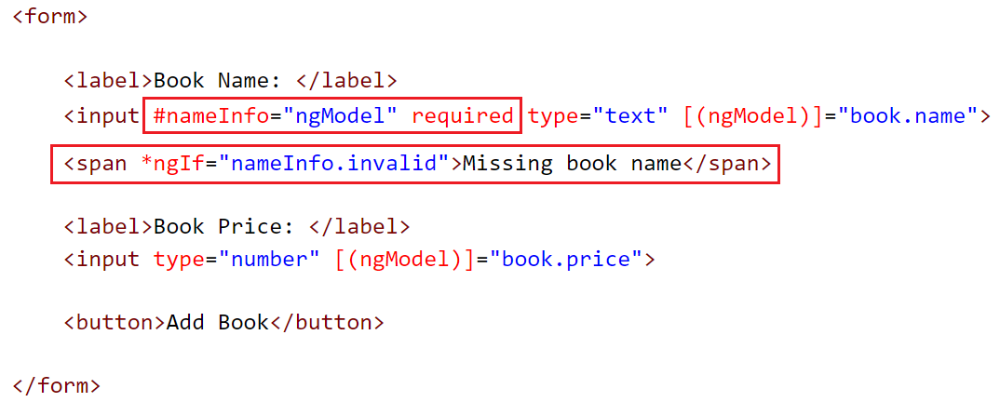 <form>
<label>Book Name: </label>
<input #nameInfo="ngModel" required type="text" [(ngModel)]="book.name">
<span *ngIf="nameInfo.invalid">Missing book name</span>
<label>Book Price: </label>
<input type="number" [(ngModel)]="book.price">
<button>Add Book</button>
</form>